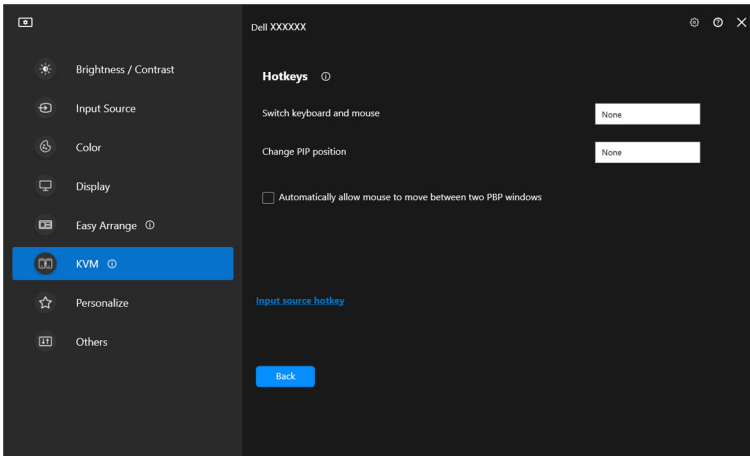 Dell XXXXXX
Brightness / Contrast
Input Source
Color
Display
Easy Arrange
KVM
Personalize
Others
Hotkeys
Switch keyboard and mouse
None
Change PIP position
None
Automatically allow mouse to move between two PBP windows
Input source hotkey
Back